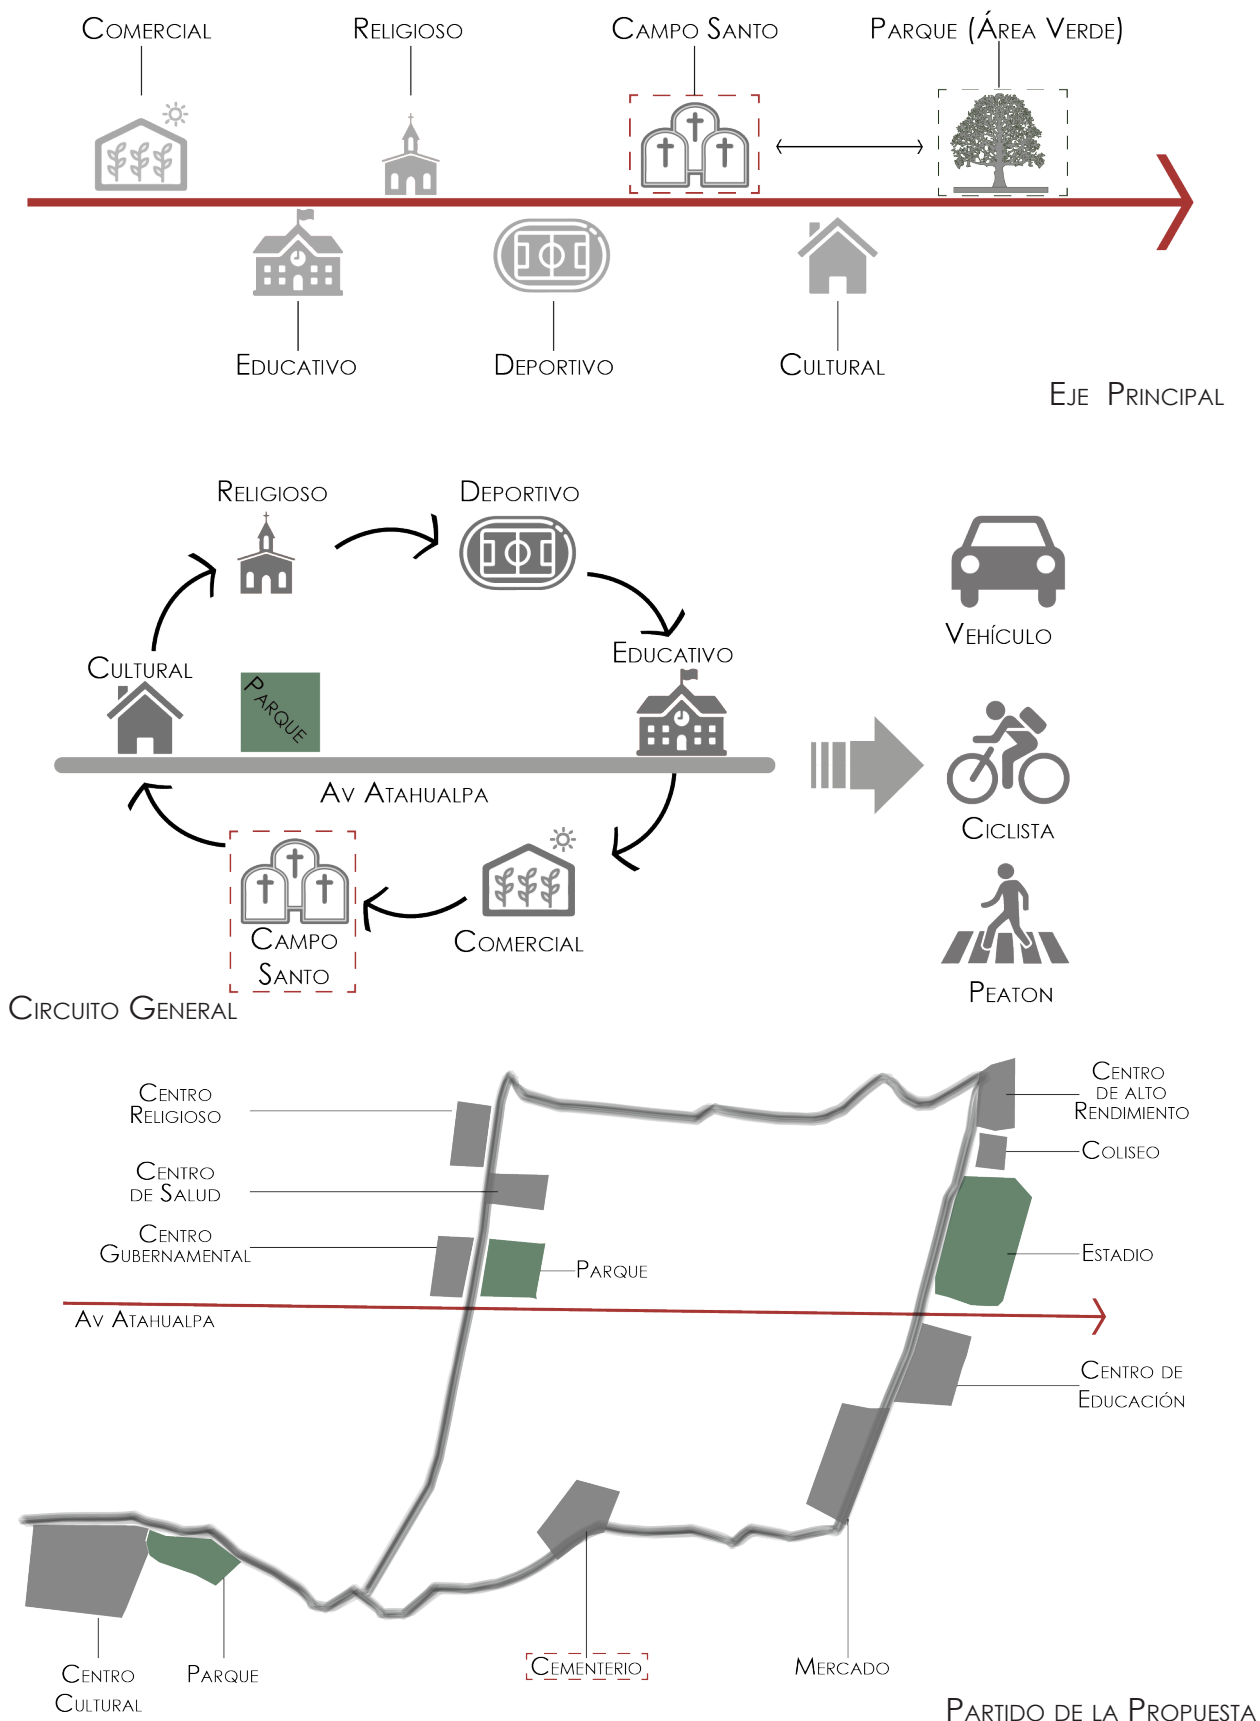 Comercial
Religioso
Campo Santo
Parque (Área Verde)
Educativo
Deportivo
Cultural
Eje Principal
Religioso
Deportivo
Cultural
Educativo
Parque
Av Atahualpa
Campo
Santo
Comercial
Vehículo
Ciclista
Peaton
Circuito General
Centro
Religioso
Centro
de Salud
Centro
Gubernamental
Parque
Av Atahualpa
Centro
de alto
Rendimiento
Coliseo
Estadio
Centro de
Educación
Centro
Cultural
Parque
Cementerio
Mercado
Partido de la Propuesta